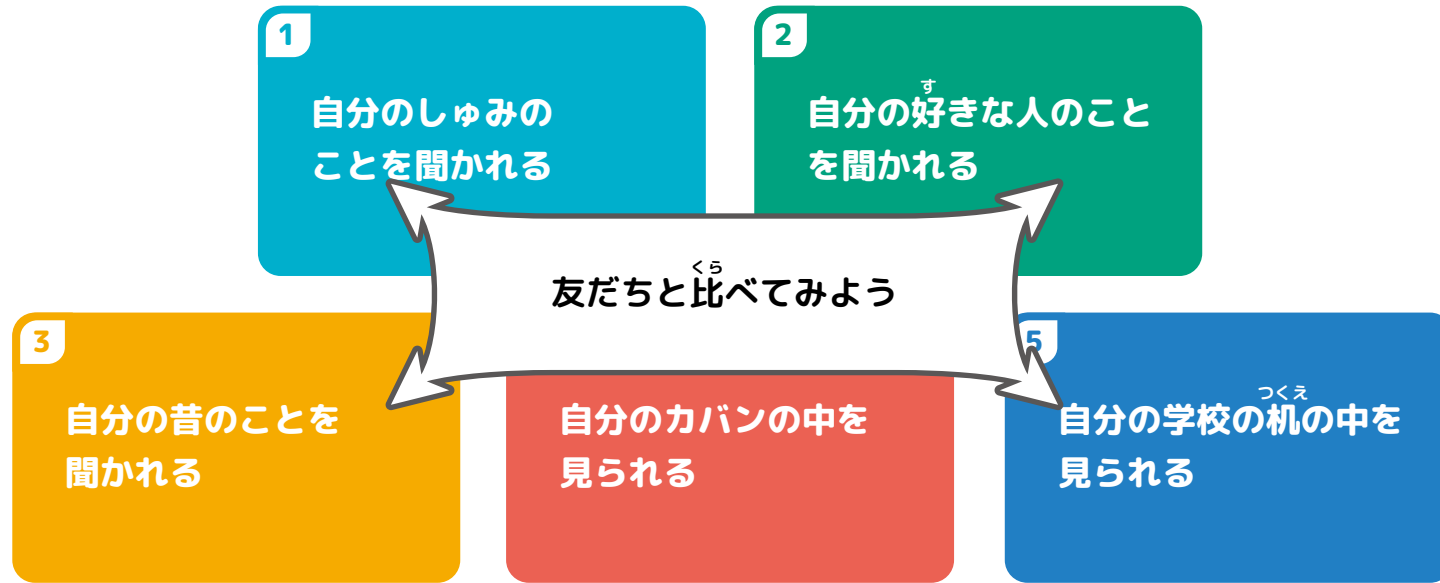 1
自分のしゅみの
ことを聞かれる
2
す
自分の好きな人のこと
を聞かれる
くら
友だちと比べてみよう
3
自分の昔のことを
聞かれる
自分のカバンの中を
見られる
5
つくえ
自分の学校の机の中を
見られる